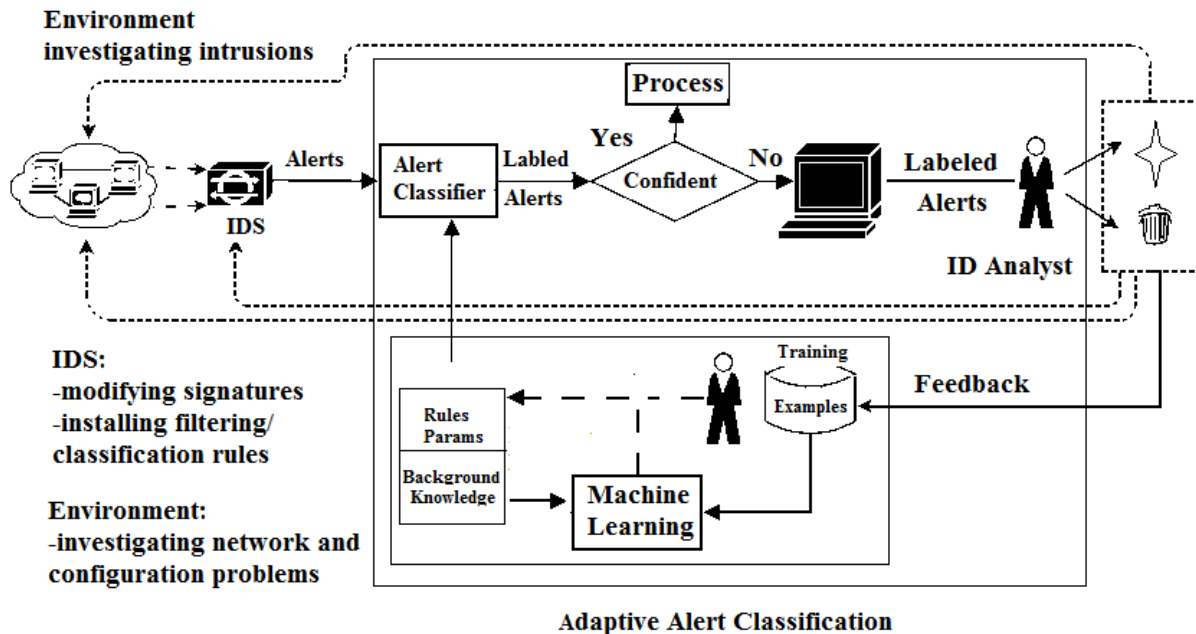 Environment
investigating intrusions
Process
Yes
Alerts
Alert
Classifier
Labled
Alerts
Confident
No
Labeled
Alerts
IDS
ID Analyst
IDS:
-modifying signatures
-installing filtering/
classification rules
Training
Examples
Feedback
Rules
Params
Background
Knowledge
Machine
Learning
Environment:
-investigating network and
configuration problems
Adaptive Alert Classification